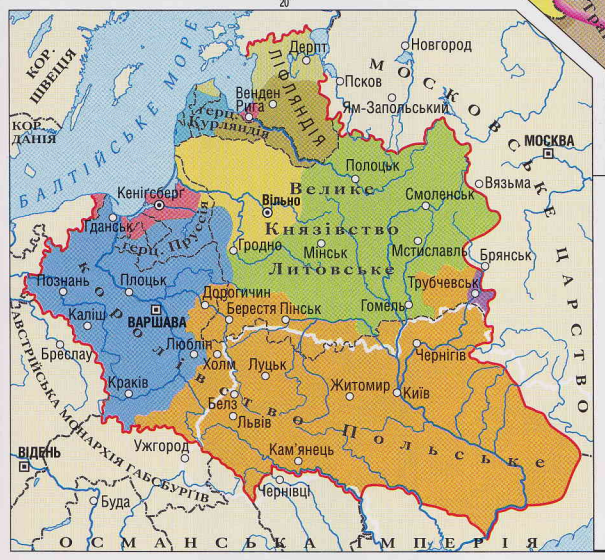 20
КОР. ШВЕЦІЯ
КОР. ДАНІЯ
БАЛТІЙСЬКЕ МОРЕ
Дерпт
Новгород
Псков
Ям-Запольський
МОСКОВСЬКЕ ЦАРСТВО
ЛІФЛЯНДІЯ
Венден
Рига
герц. Курляндія
МОСКВА
Полоцьк
Велике
Князівство
Литовське
Смоленськ
Вязьма
Кенігсберг
Вільно
Гданськ
герц. Пруссія
Гродно
Мінськ
Мстиславль
Брянськ
Трубчевськ
Познань
Плоцьк
Дорогичин
Гомель
Каліш
ВАРШАВА
Берестя
Пінськ
Королівство Польське
Бреслау
Люблін
Холм
Луцьк
Чернігів
Краків
Житомир
Київ
Белз
Львів
АВСТРІЙСЬКА МОНАРХІЯ ГАБСБУРГІВ
ВІДЕНЬ
Ужгород
Кам'янець
Буда
Чернівці
ОСМАНСЬКА ІМПЕРІЯ